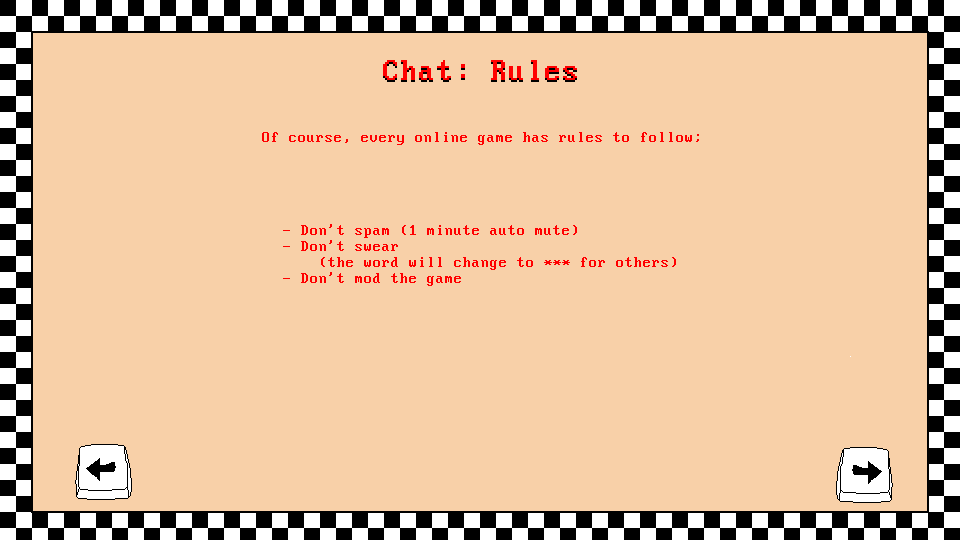 Chat: Rules
Of course, every online game has rules to follow:
- Don't spam (1 minute auto mute)
- Don't swear
(the word will change to *** for others)
- Don't mod the game